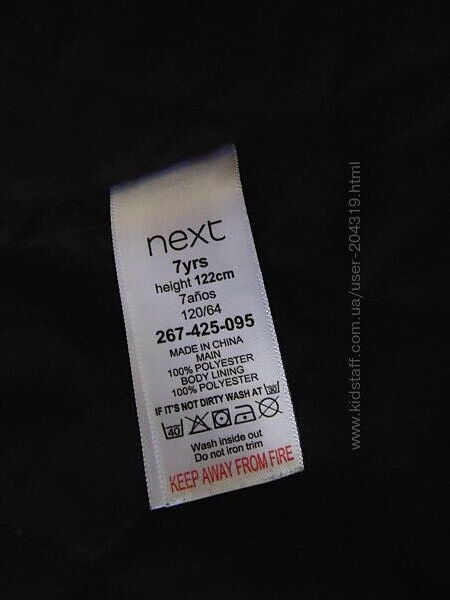 next
7yrs
height 122cm
7años
120/64
267-425-095
MADE IN CHINA
MAIN
100% POLYESTER
BODY LINING
100% POLYESTER
IF IT'S NOT DIRTY WASH AT 30
40
Wash inside out
Do not iron trim
KEEP AWAY FROM FIRE
www.kidstaff.com.ua/user-204319.html